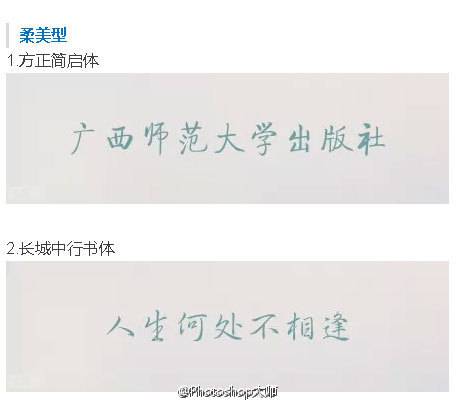 柔美型
1.方正简启体
广西师范大学出版社
2.长城中行书体
人生何处不相逢
@Photoshop大师